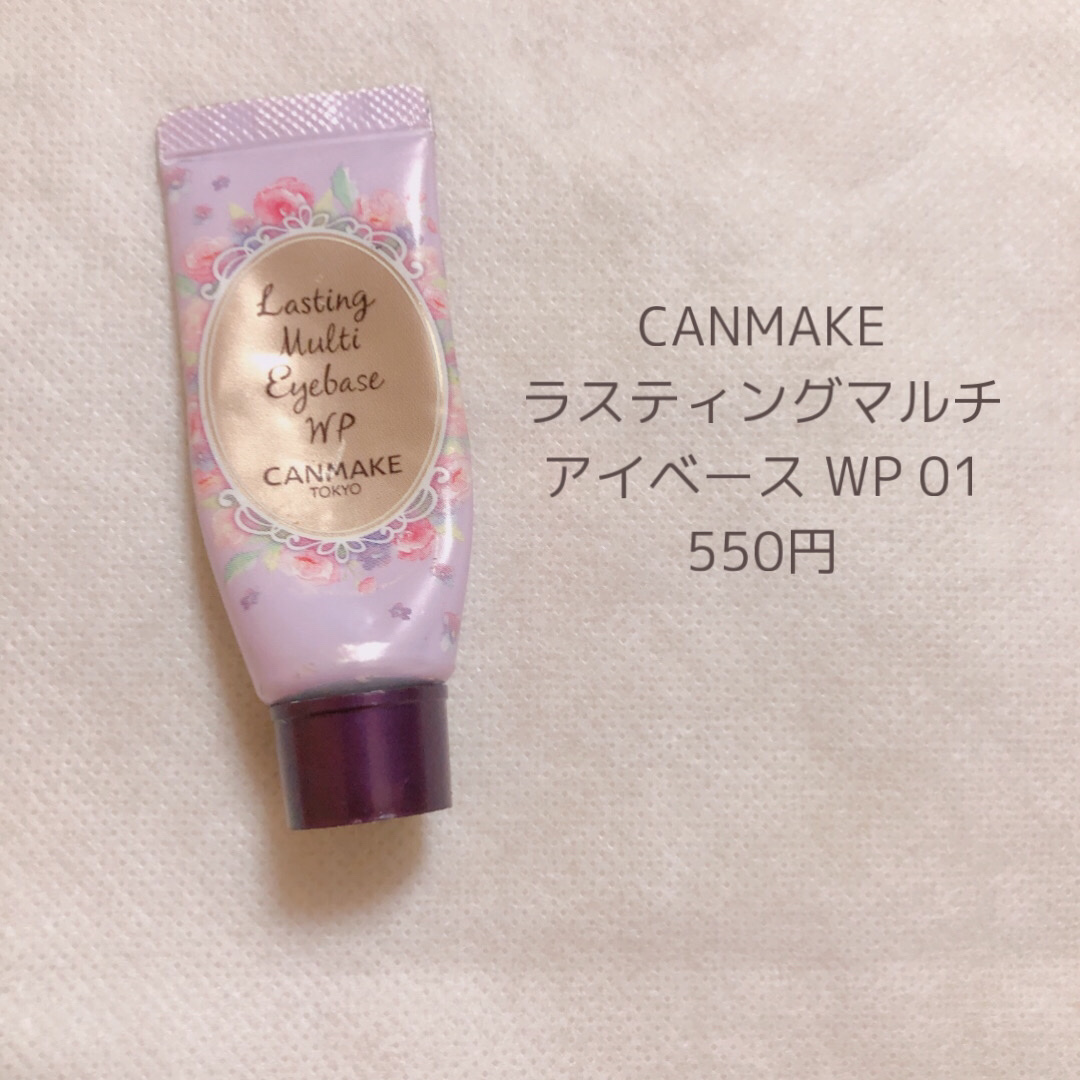 Lasting
Multi
Eyebase
WP
CANMAKE
TOKYO
CANMAKE
ラスティングマルチ
アイベース WP 01
550円